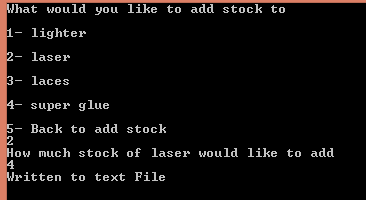 What would you like to add stock to
1- lighter
2- laser
3- laces
4- super glue
5- Back to add stock
2
How much stock of laser would like to add
4
Written to text File